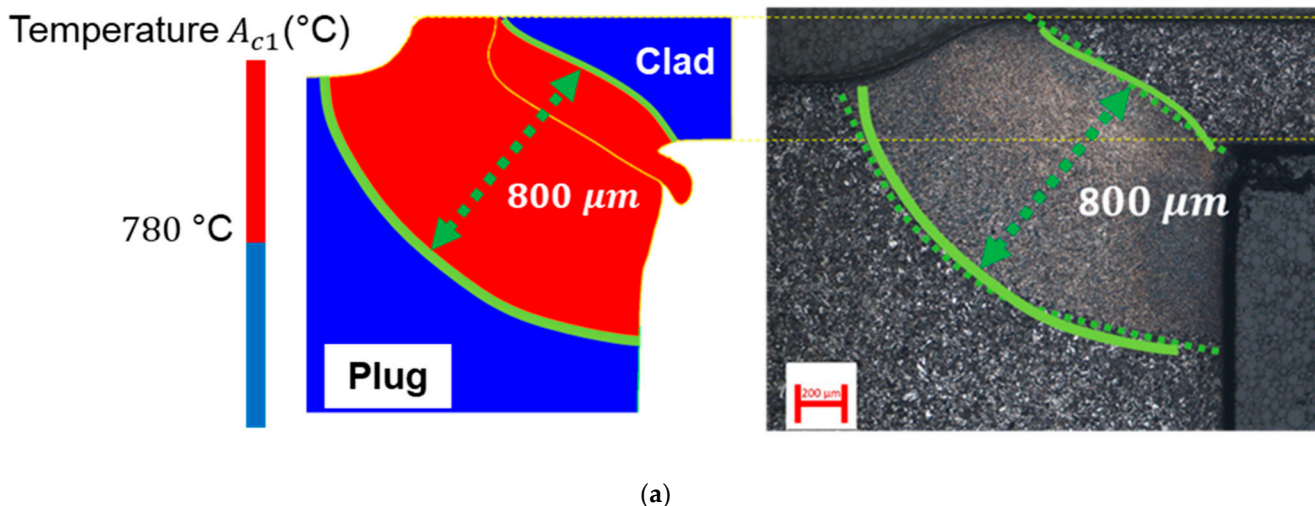 Temperature A_c1(°C)
Clad
800 μm
780 °C
Plug
800 μm
200 μm
(a)